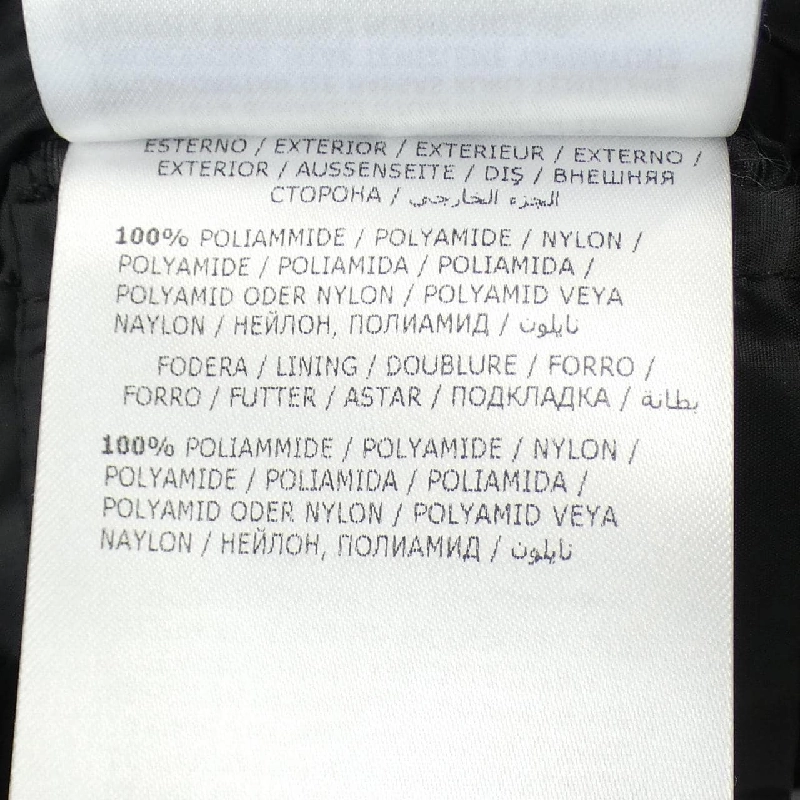 ESTERNO / EXTERIOR / EXTERIEUR / EXTERNO /
EXTERIOR / AUSSENSEITE / DIŞ / ВНЕШНЯЯ
СТОРОНА / الجزء الخارجي
100% POLIAMMIDE / POLYAMIDE / NYLON /
POLYAMIDE / POLIAMIDA / POLIAMIDA /
POLYAMID ODER NYLON / POLYAMID VEYA
NAYLON / НЕЙЛОН, ПОЛИАМИД / نايلون
FODERA / LINING / DOUBLURE / FORRO /
FORRO / FUTTER / ASTAR / ПОДКЛАДКА / بطانة
100% POLIAMMIDE / POLYAMIDE / NYLON /
POLYAMIDE / POLIAMIDA / POLIAMIDA /
POLYAMID ODER NYLON / POLYAMID VEYA
NAYLON / НЕЙЛОН, ПОЛИАМИД / نايلون